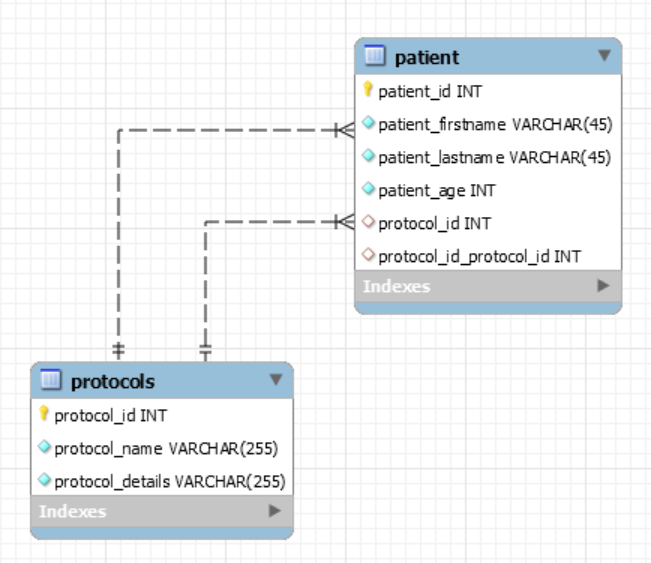 patient
patient_id INT
patient_firstname VARCHAR(45)
patient_lastname VARCHAR(45)
patient_age INT
protocol_id INT
protocol_id_protocol_id INT
Indexes
protocols
protocol_id INT
protocol_name VARCHAR(255)
protocol_details VARCHAR(255)
Indexes